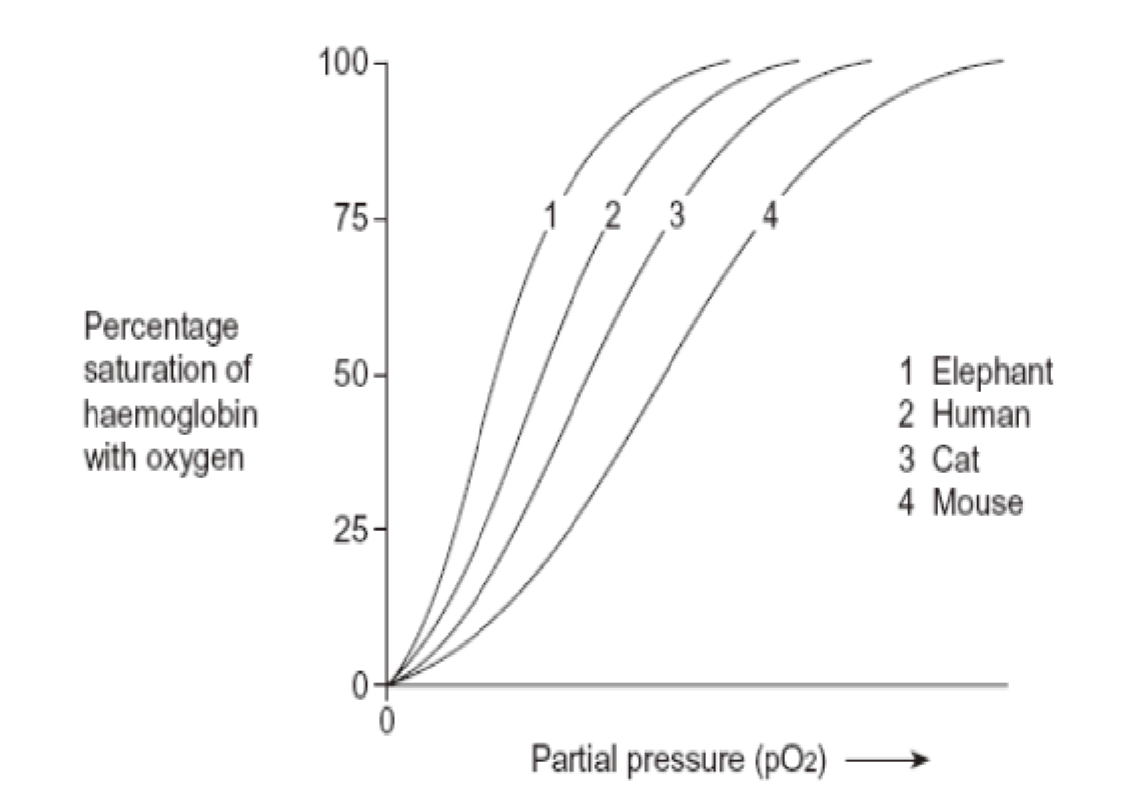 100
1
2
3
4
75
Percentage
saturation of
haemoglobin
with oxygen
50
1 Elephant
2 Human
3 Cat
4 Mouse
25
0
0
Partial pressure (pO2)